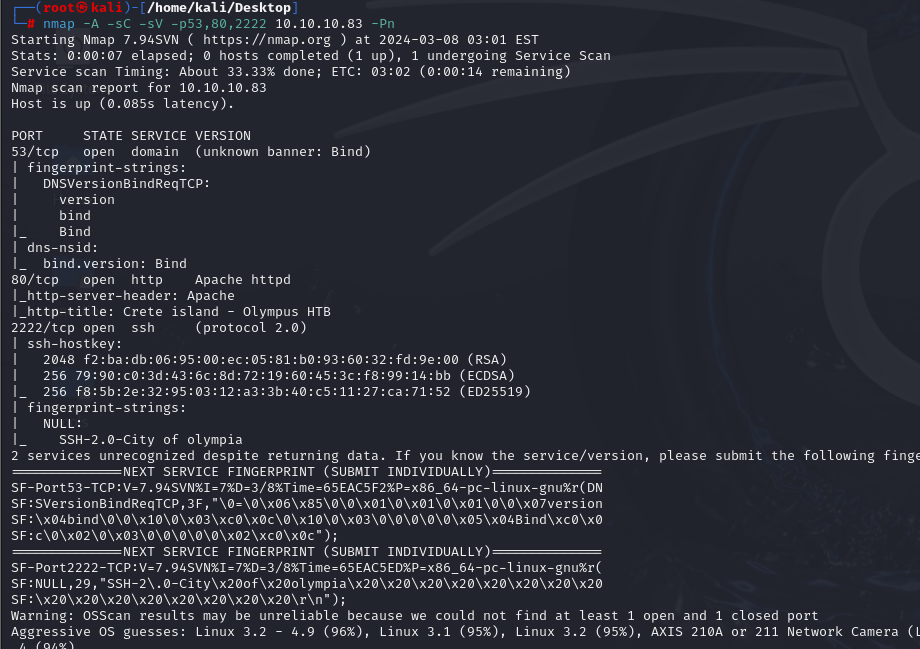 ┌──(root㉿kali)-[/home/kali/Desktop]
└─# nmap -A -sC -sV -p53,80,2222 10.10.10.83 -Pn
Starting Nmap 7.94SVN ( https://nmap.org ) at 2024-03-08 03:01 EST
Stats: 0:00:07 elapsed; 0 hosts completed (1 up), 1 undergoing Service Scan
Service scan Timing: About 33.33% done; ETC: 03:02 (0:00:14 remaining)
Nmap scan report for 10.10.10.83
Host is up (0.085s latency).

PORT     STATE SERVICE VERSION
53/tcp   open  domain  (unknown banner: Bind)
| fingerprint-strings:
|   DNSVersionBindReqTCP:
|     version
|     bind
|_    Bind
| dns-nsid:
|_  bind.version: Bind
80/tcp   open  http    Apache httpd
|_http-server-header: Apache
|_http-title: Crete island - Olympus HTB
2222/tcp open  ssh     (protocol 2.0)
| ssh-hostkey:
|   2048 f2:ba:db:06:95:00:ec:05:81:b0:93:60:32:fd:9e:00 (RSA)
|   256 79:90:c0:3d:43:6c:8d:72:19:60:45:3c:f8:99:14:bb (ECDSA)
|_  256 f8:5b:2e:32:95:03:12:a3:3b:40:c5:11:27:ca:71:52 (ED25519)
| fingerprint-strings:
|   NULL:
|_    SSH-2.0-City of olympia
2 services unrecognized despite returning data. If you know the service/version, please submit the following finge
==============NEXT SERVICE FINGERPRINT (SUBMIT INDIVIDUALLY)==============
SF-Port53-TCP:V=7.94SVN%I=7%D=3/8%Time=65EAC5F2%P=x86_64-pc-linux-gnu%r(DN
SF:SVersionBindReqTCP,3F,"\0=\0\x06\x85\0\0\x01\0\x01\0\x01\0\0\x07version
SF:\x04bind\0\0\x10\0\x03\xc0\x0c\0\x10\0\x03\0\0\0\0\0\x05\x04Bind\xc0\x0
SF:c\0\x02\0\x03\0\0\0\0\0\x02\xc0\x0c");
==============NEXT SERVICE FINGERPRINT (SUBMIT INDIVIDUALLY)==============
SF-Port2222-TCP:V=7.94SVN%I=7%D=3/8%Time=65EAC5ED%P=x86_64-pc-linux-gnu%r(
SF:NULL,29,"SSH-2\.0-City\x20of\x20olympia\x20\x20\x20\x20\x20\x20\x20\x20
SF:\x20\x20\x20\x20\x20\x20\x20\x20\r\n");
Warning: OSScan results may be unreliable because we could not find at least 1 open and 1 closed port
Aggressive OS guesses: Linux 3.2 - 4.9 (96%), Linux 3.1 (95%), Linux 3.2 (95%), AXIS 210A or 211 Network Camera (L
4 (94%)